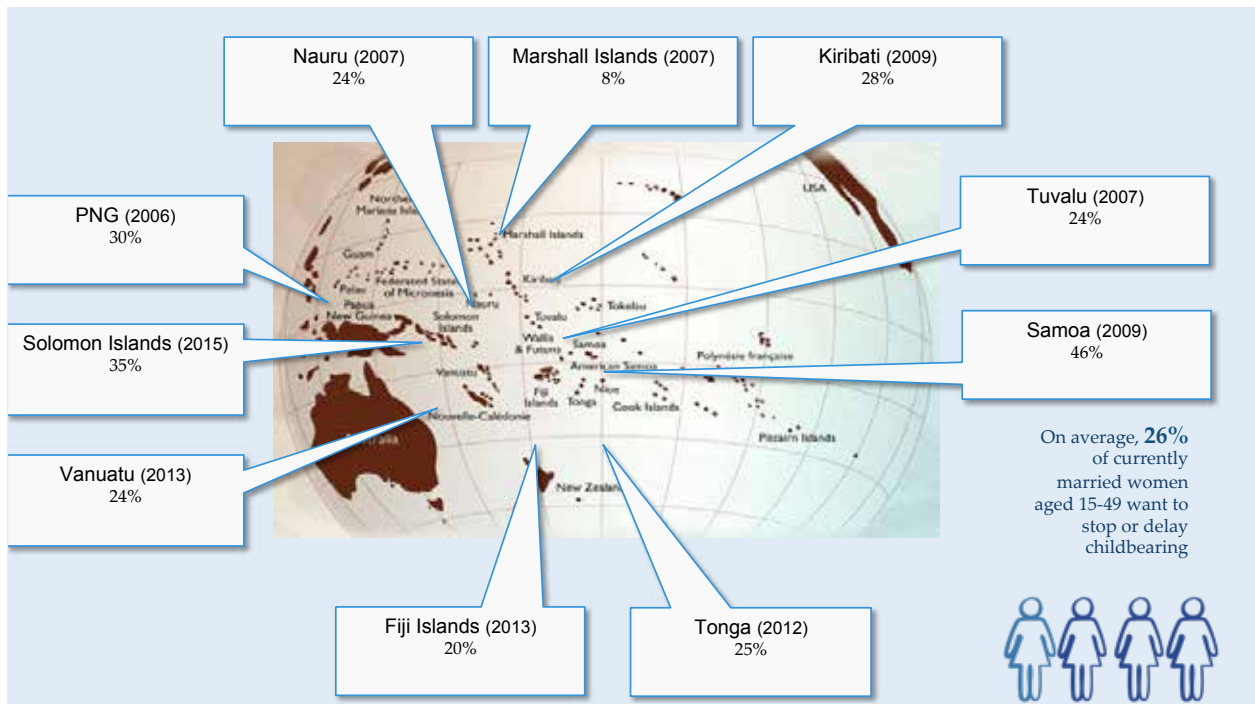 Nauru (2007)
24%
Marshall Islands (2007)
8%
Kiribati (2009)
28%
PNG (2006)
30%
Tuvalu (2007)
24%
Solomon Islands (2015)
35%
Samoa (2009)
46%
Vanuatu (2013)
24%
Fiji Islands (2013)
20%
Tonga (2012)
25%
On average, 26%
of currently
married women
aged 15-49 want to
stop or delay
childbearing
USA
Northern
Mariana
Marshall Islands
Guam
Palau
Federated State
of Micronesia
Kiribati
Nauru
Papua
New Guinea
Solomon
Islands
Tuvalu
Tokelau
Wallis
& Futuna
Samoa
American Samoa
Polynésie française
Vanuatu
Fiji
Islands
Tonga
Niue
Cook Islands
Nouvelle-Calédonie
Pitcairn Islands
Australia
New Zealand